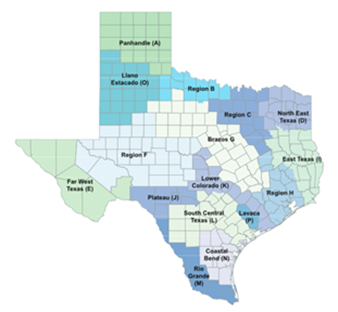 Panhandle (A)
Llano
Estacado (O)
Region B
Region C
North East
Texas (D)
Brazos G
East Texas (I)
Region F
Far West
Texas (E)
Lower
Colorado (K)
Region H
Plateau (J)
South Central
Texas (L)
Lavaca
(P)
Coastal
Bend (N)
Rio
Grande
(M)